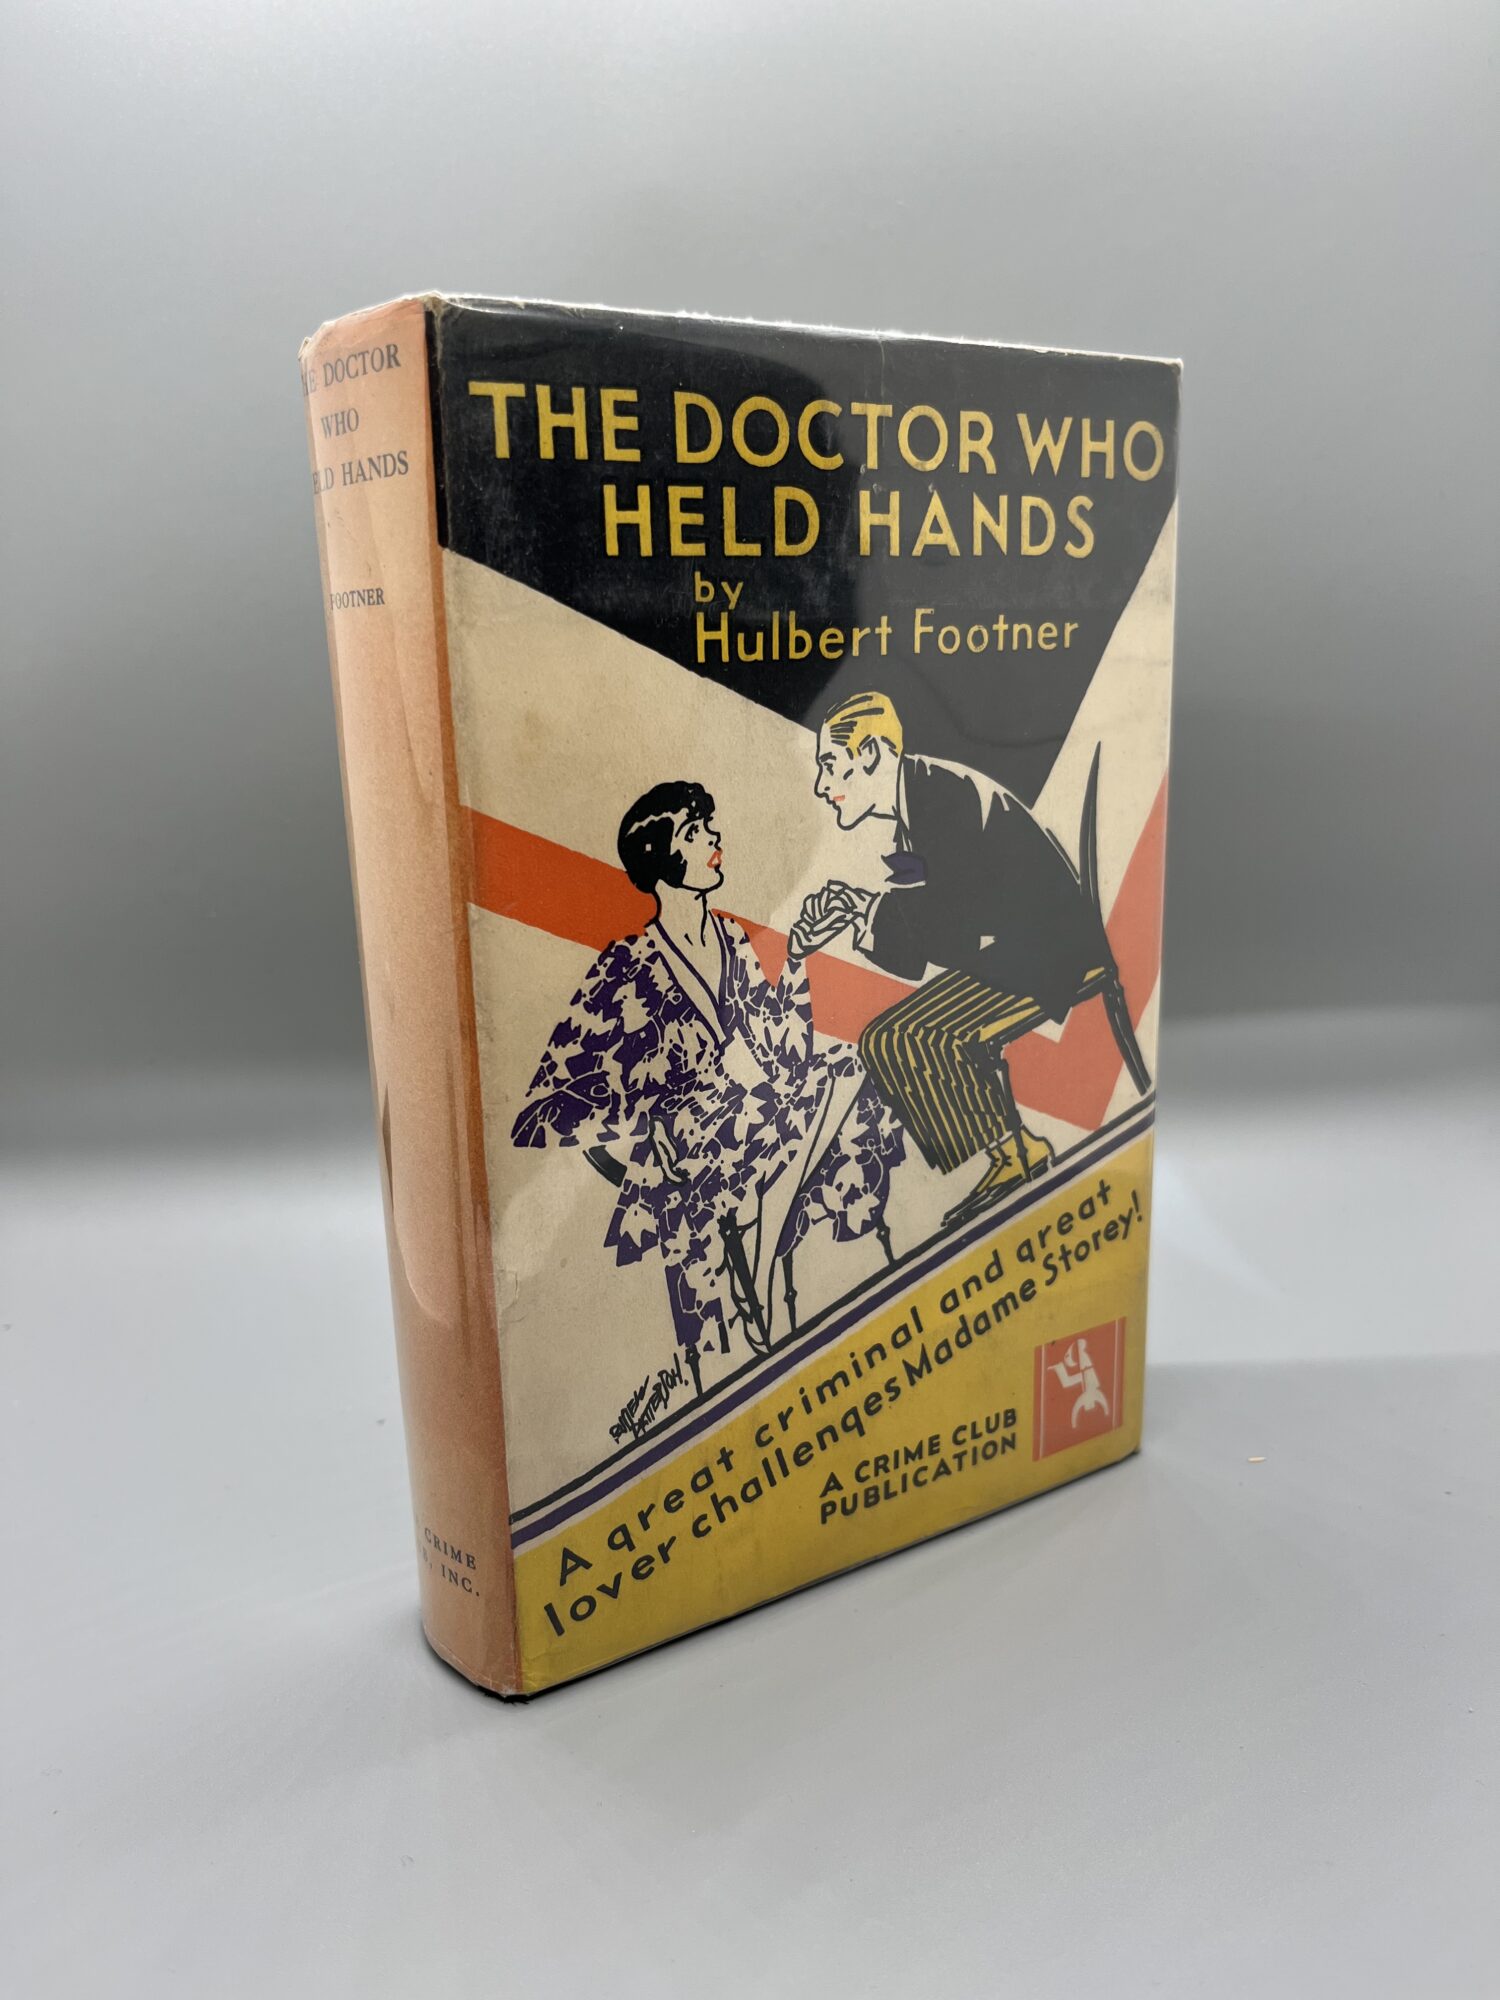 THE DOCTOR
WHO
HELD HANDS
FOOTNER
CRIME
INC.
THE DOCTOR WHO
HELD HANDS
by
Hulbert Footner
A great criminal and great
lover challenges Madame Storey!
A CRIME CLUB
PUBLICATION